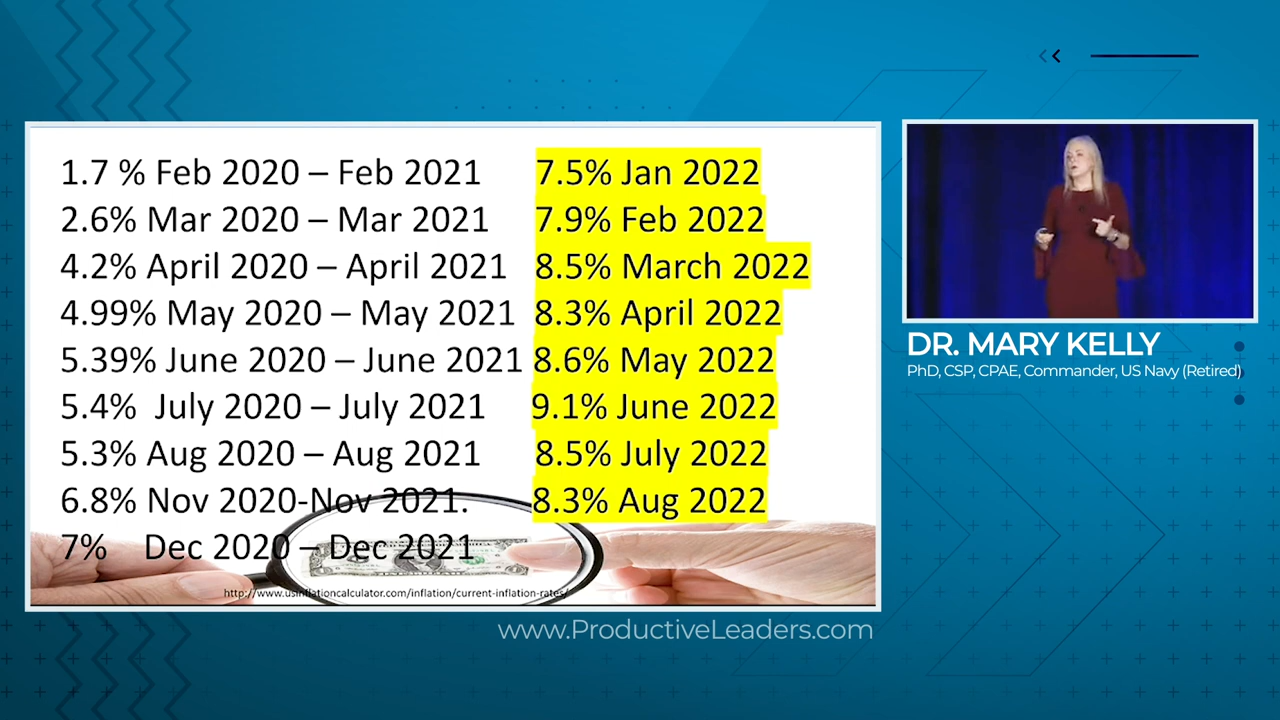 1.7 % Feb 2020 – Feb 2021
2.6% Mar 2020 – Mar 2021
4.2% April 2020 – April 2021
4.99% May 2020 – May 2021
5.39% June 2020 – June 2021
5.4% July 2020 – July 2021
5.3% Aug 2020 – Aug 2021
6.8% Nov 2020-Nov 2021.
7% Dec 2020 – Dec 2021
7.5% Jan 2022
7.9% Feb 2022
8.5% March 2022
8.3% April 2022
8.6% May 2022
9.1% June 2022
8.5% July 2022
8.3% Aug 2022
http://www.usinflationcalculator.com/inflation/current-inflation-rates/
www.ProductiveLeaders.com
DR. MARY KELLY
PhD, CSP, CPAE, Commander, US Navy (Retired)